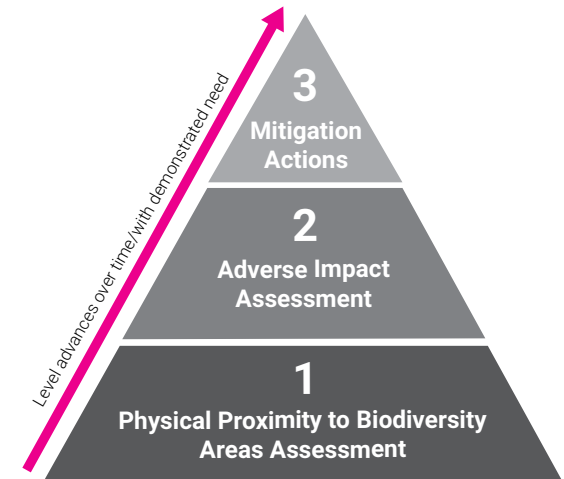 Level advances over time/with demonstrated need
3
Mitigation
Actions
2
Adverse Impact
Assessment
1
Physical Proximity to Biodiversity
Areas Assessment